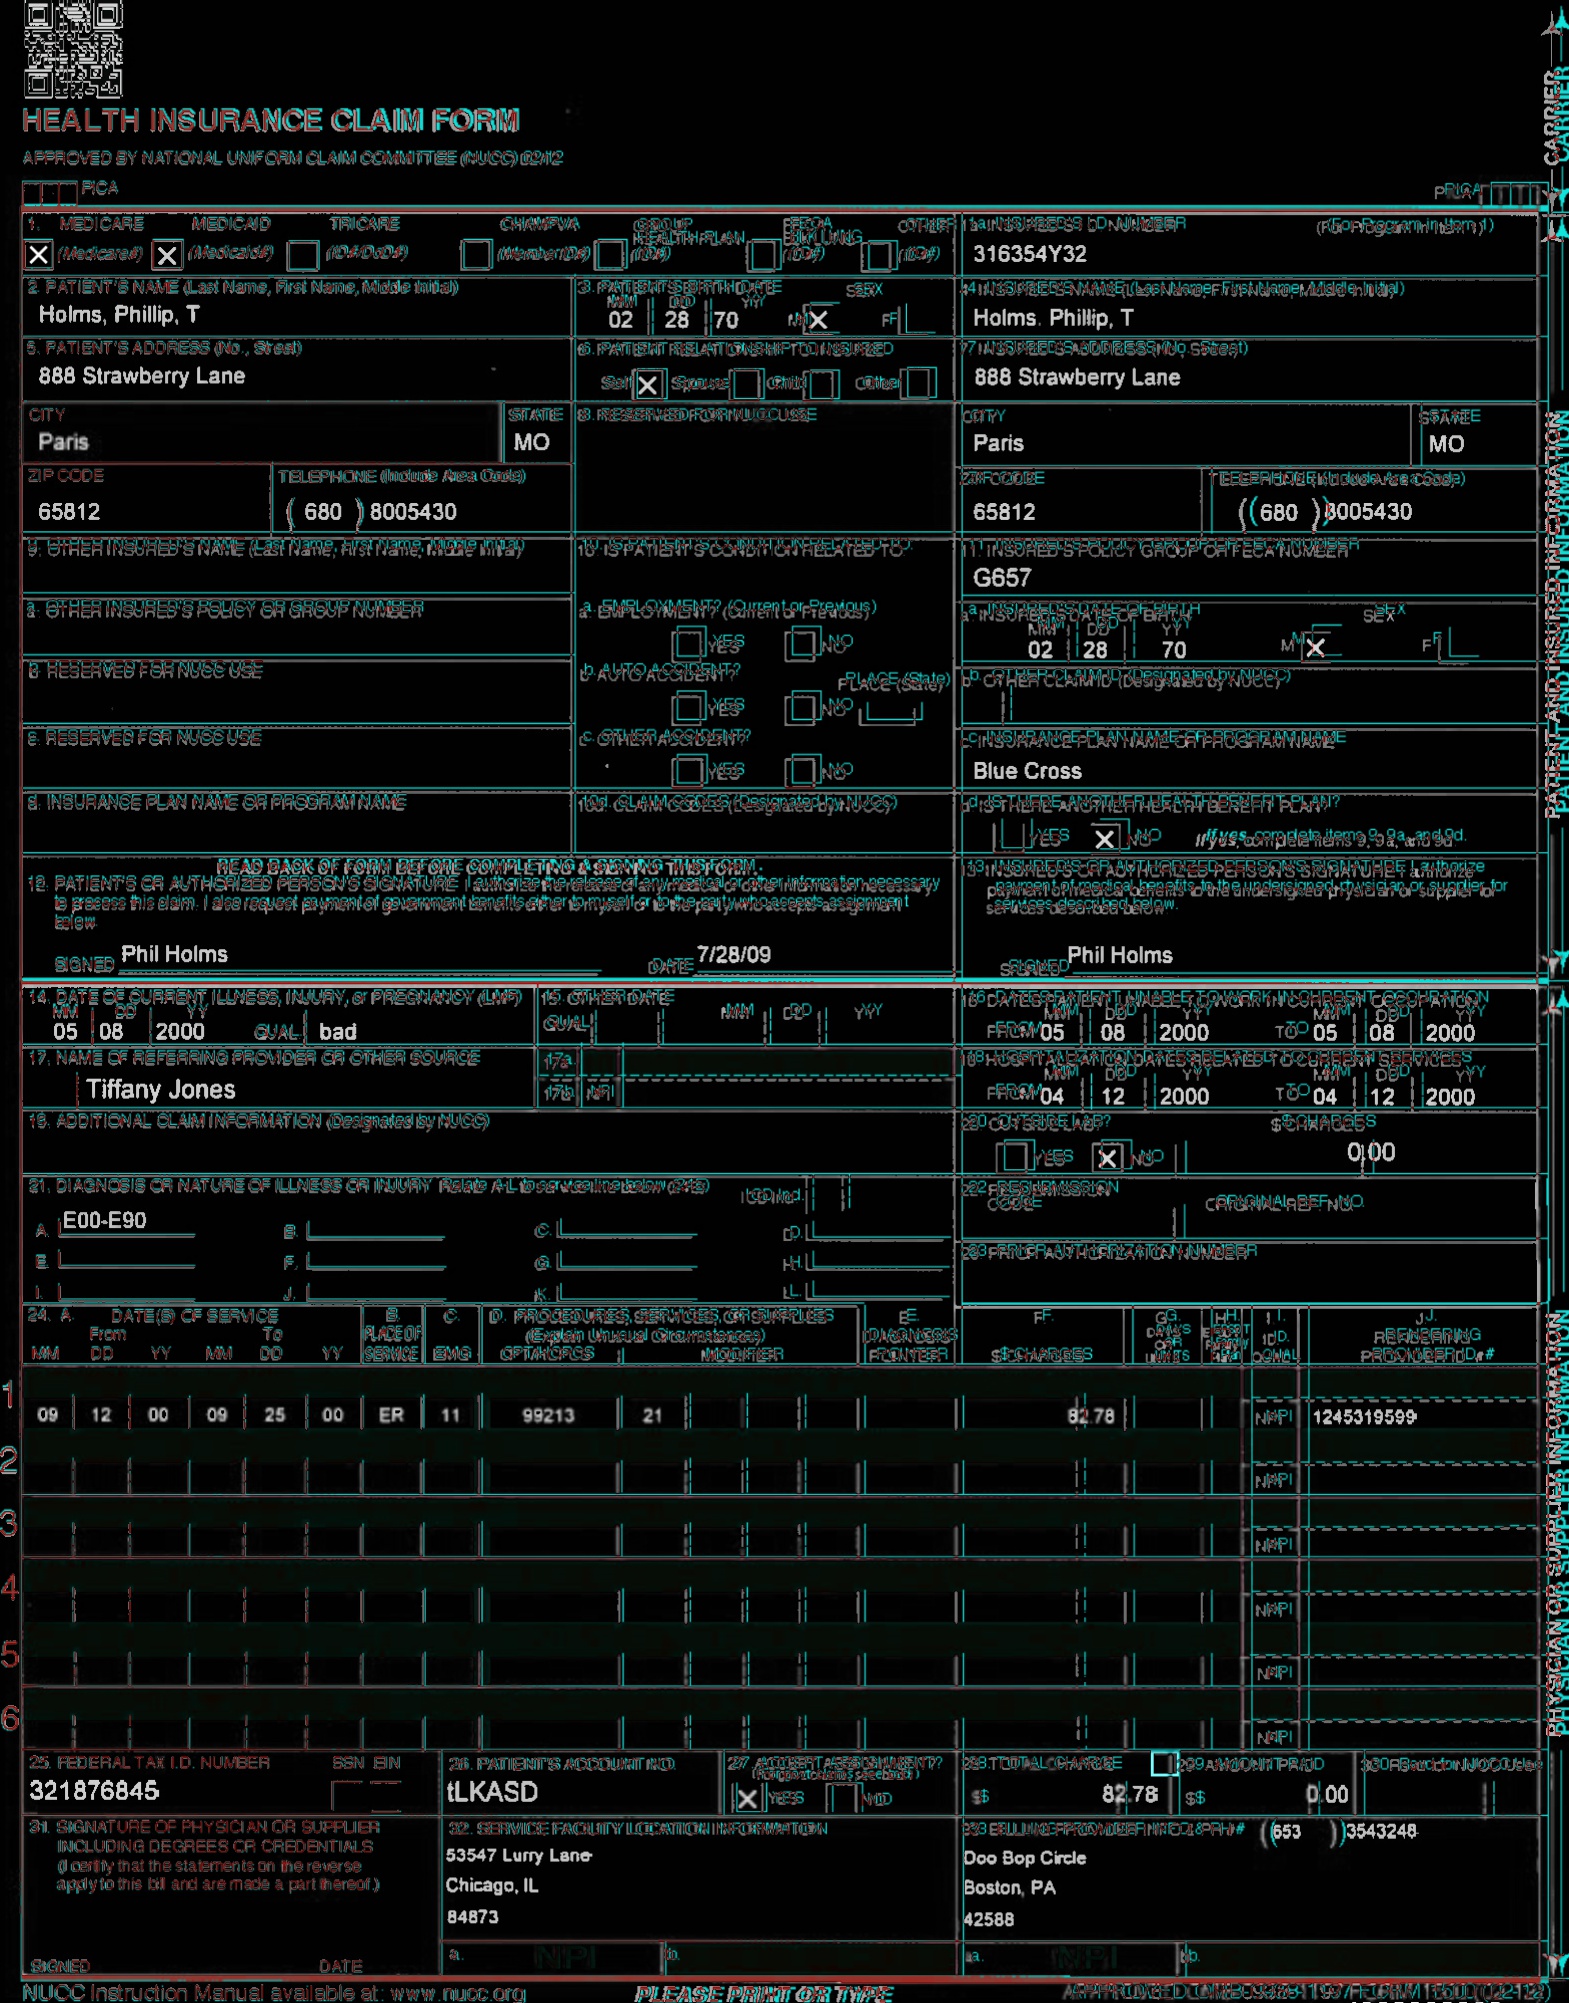 HEALTH INSURANCE CLAIM FORM
APPROVED BY NATIONAL UNIFORM CLAIM COMMITTEE (NUCC) 02/12
PICA
PICA
CARRIER
1. MEDICARE MEDICAID TRICARE CHAMPVA GROUP HEALTH PLAN FECA BLK LUNG OTHER
(Medicare#) (Medicaid#) (ID#/DoD#) (Member ID#) (ID#) (ID#) (ID#)
1a. INSURED'S I.D. NUMBER (For Program in Item 1)
316354Y32
2. PATIENT'S NAME (Last Name, First Name, Middle Initial)
Holms, Phillip, T
3. PATIENT'S BIRTH DATE SEX
MM DD YY
02 28 70 M X F
4. INSURED'S NAME (Last Name, First Name, Middle Initial)
Holms. Phillip, T
5. PATIENT'S ADDRESS (No., Street)
888 Strawberry Lane
6. PATIENT RELATIONSHIP TO INSURED
Self X Spouse Child Other
7. INSURED'S ADDRESS (No., Street)
888 Strawberry Lane
CITY STATE
Paris MO
8. RESERVED FOR NUCC USE
CITY STATE
Paris MO
ZIP CODE TELEPHONE (Include Area Code)
65812 ( 680 ) 8005430
ZIP CODE TELEPHONE (Include Area Code)
65812 ( 680 ) 8005430
9. OTHER INSURED'S NAME (Last Name, First Name, Middle Initial)
10. IS PATIENT'S CONDITION RELATED TO:
11. INSURED'S POLICY GROUP OR FECA NUMBER
G657
a. OTHER INSURED'S POLICY OR GROUP NUMBER
a. EMPLOYMENT? (Current or Previous)
YES NO
a. INSURED'S DATE OF BIRTH SEX
MM DD YY
02 28 70 M X F
b. RESERVED FOR NUCC USE
b. AUTO ACCIDENT? PLACE (State)
YES NO
b. OTHER CLAIM ID (Designated by NUCC)
c. RESERVED FOR NUCC USE
c. OTHER ACCIDENT?
YES NO
c. INSURANCE PLAN NAME OR PROGRAM NAME
Blue Cross
d. INSURANCE PLAN NAME OR PROGRAM NAME
10d. CLAIM CODES (Designated by NUCC)
d. IS THERE ANOTHER HEALTH BENEFIT PLAN?
YES X NO If yes, complete items 9, 9a, and 9d.
READ BACK OF FORM BEFORE COMPLETING & SIGNING THIS FORM.
12. PATIENT'S OR AUTHORIZED PERSON'S SIGNATURE I authorize the release of any medical or other information necessary
to process this claim. I also request payment of government benefits either to myself or to the party who accepts assignment
below.
SIGNED Phil Holms DATE 7/28/09
13. INSURED'S OR AUTHORIZED PERSON'S SIGNATURE I authorize
payment of medical benefits to the undersigned physician or supplier for
services described below.
SIGNED Phil Holms
PATIENT AND INSURED INFORMATION
14. DATE OF CURRENT ILLNESS, INJURY, or PREGNANCY (LMP)
MM DD YY
05 08 2000 QUAL. bad
15. OTHER DATE
QUAL. MM DD YY
16. DATES PATIENT UNABLE TO WORK IN CURRENT OCCUPATION
MM DD YY MM DD YY
FROM 05 08 2000 TO 05 08 2000
17. NAME OF REFERRING PROVIDER OR OTHER SOURCE
Tiffany Jones
17a.
17b. NPI
18. HOSPITALIZATION DATES RELATED TO CURRENT SERVICES
MM DD YY MM DD YY
FROM 04 12 2000 TO 04 12 2000
19. ADDITIONAL CLAIM INFORMATION (Designated by NUCC)
20. OUTSIDE LAB? $ CHARGES
YES X NO 0 00
21. DIAGNOSIS OR NATURE OF ILLNESS OR INJURY Relate A-L to service line below (24E) ICD Ind.
A. E00-E90 B. C. D.
E. F. G. H.
I. J. K. L.
22. RESUBMISSION CODE ORIGINAL REF. NO.
23. PRIOR AUTHORIZATION NUMBER
24. A. DATE(S) OF SERVICE B. C. D. PROCEDURES, SERVICES, OR SUPPLIES E. F. G. H. I. J.
From To PLACE OF (Explain Unusual Circumstances) DIAGNOSIS DAYS OR UNITS ID. RENDERING
MM DD YY MM DD YY SERVICE EMG CPT/HCPCS MODIFIER POINTER $ CHARGES QUAL. PROVIDER ID. #
1
09 12 00 09 25 00 ER 11 99213 21 82.78 NPI 1245319599
2 NPI
3 NPI
4 NPI
5 NPI
6 NPI
25. FEDERAL TAX I.D. NUMBER SSN EIN
321876845
26. PATIENT'S ACCOUNT NO.
tLKASD
27. ACCEPT ASSIGNMENT?
X YES NO
28. TOTAL CHARGE
$ 82.78
29. AMOUNT PAID
$ 0.00
30. Rsvd for NUCC Use
31. SIGNATURE OF PHYSICIAN OR SUPPLIER
INCLUDING DEGREES OR CREDENTIALS
(I certify that the statements on the reverse
apply to this bill and are made a part thereof.)
SIGNED DATE
32. SERVICE FACILITY LOCATION INFORMATION
53547 Lurry Lane
Chicago, IL
84873
a. NPI b.
33. BILLING PROVIDER INFO & PH # ( 653 ) 3543248
Doo Bop Circle
Boston, PA
42588
a. NPI b.
PHYSICIAN OR SUPPLIER INFORMATION
NUCC Instruction Manual available at: www.nucc.org
PLEASE PRINT OR TYPE